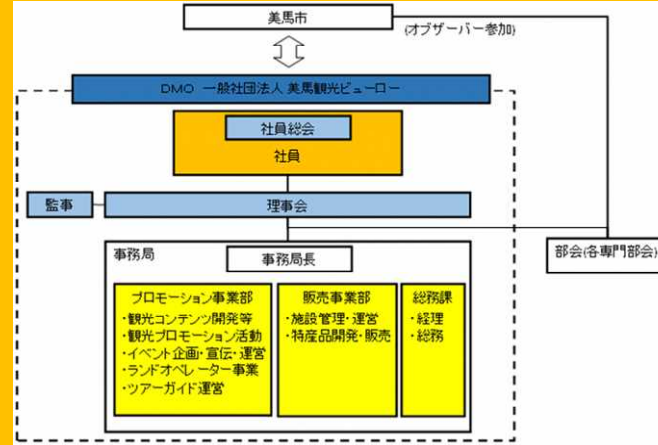 美馬市
(オブザーバー参加)
DMO 一般社団法人 美馬観光ビューロー
社員総会
社員
監事
理事会
事務局
事務局長
部会(各専門部会)
プロモーション事業部
・観光コンテンツ開発等
・観光プロモーション活動
・イベント企画・宣伝・運営
・ランドオペレーター事業
・ツアーガイド運営
販売事業部
・施設管理・運営
・特産品開発・販売
総務課
・経理
・総務